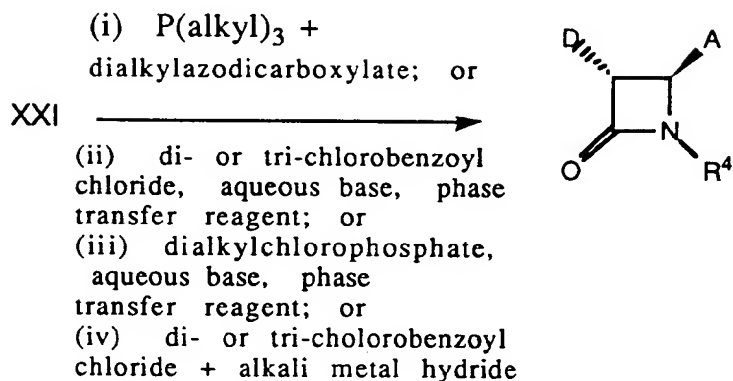 (i) P(alkyl)3 +
dialkylazodicarboxylate; or
XXI
(ii) di- or tri-chlorobenzoyl
chloride, aqueous base, phase
transfer reagent; or
(iii) dialkylchlorophosphate,
aqueous base, phase
transfer reagent; or
(iv) di- or tri-cholorobenzoyl
chloride + alkali metal hydride
D A
O N
R4